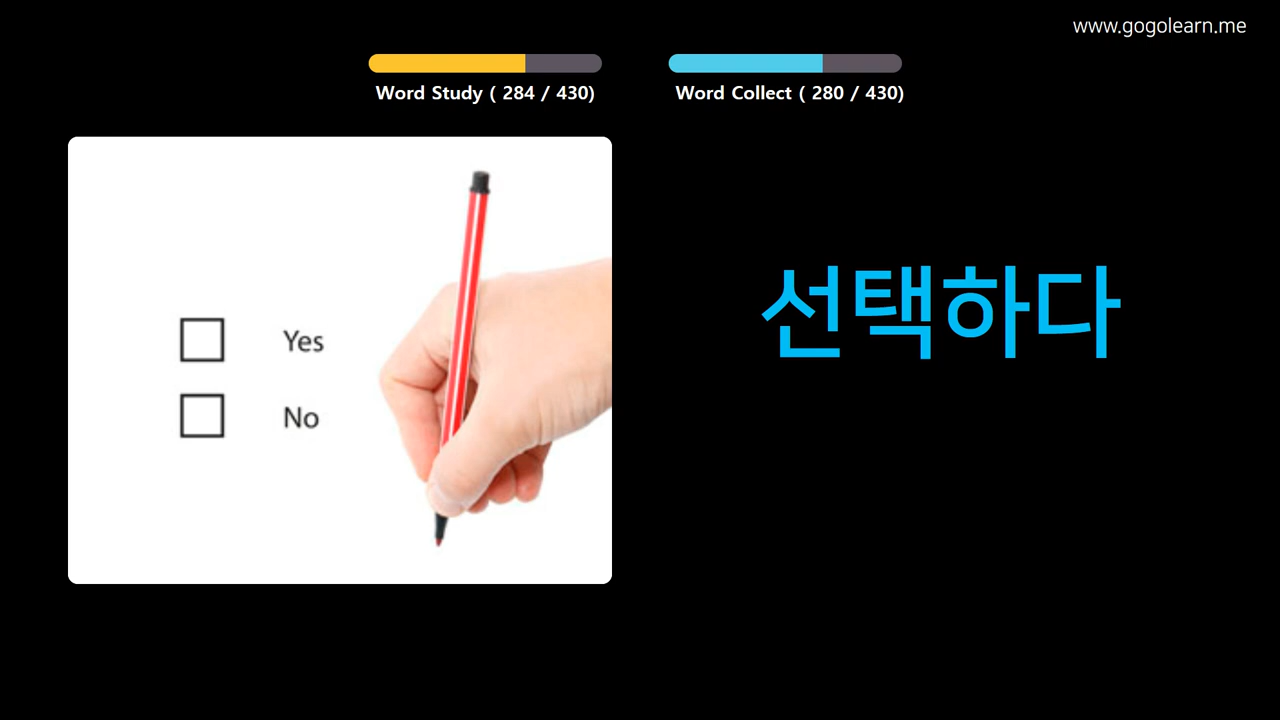 www.gogolearn.me
Word Study ( 284 / 430)
Word Collect ( 280 / 430)
Yes
No
선택하다